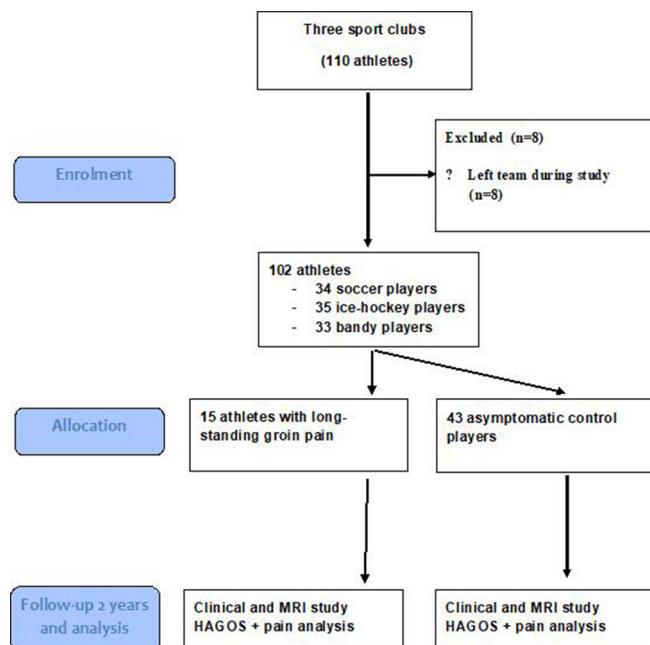 Three sport clubs
(110 athletes)
Enrolment
Excluded (n=8)
? Left team during study
(n=8)
102 athletes
- 34 soccer players
- 35 ice-hockey players
- 33 bandy players
Allocation
15 athletes with long-
standing groin pain
43 asymptomatic control
players
Follow-up 2 years
and analysis
Clinical and MRI study
HAGOS + pain analysis
Clinical and MRI study
HAGOS + pain analysis